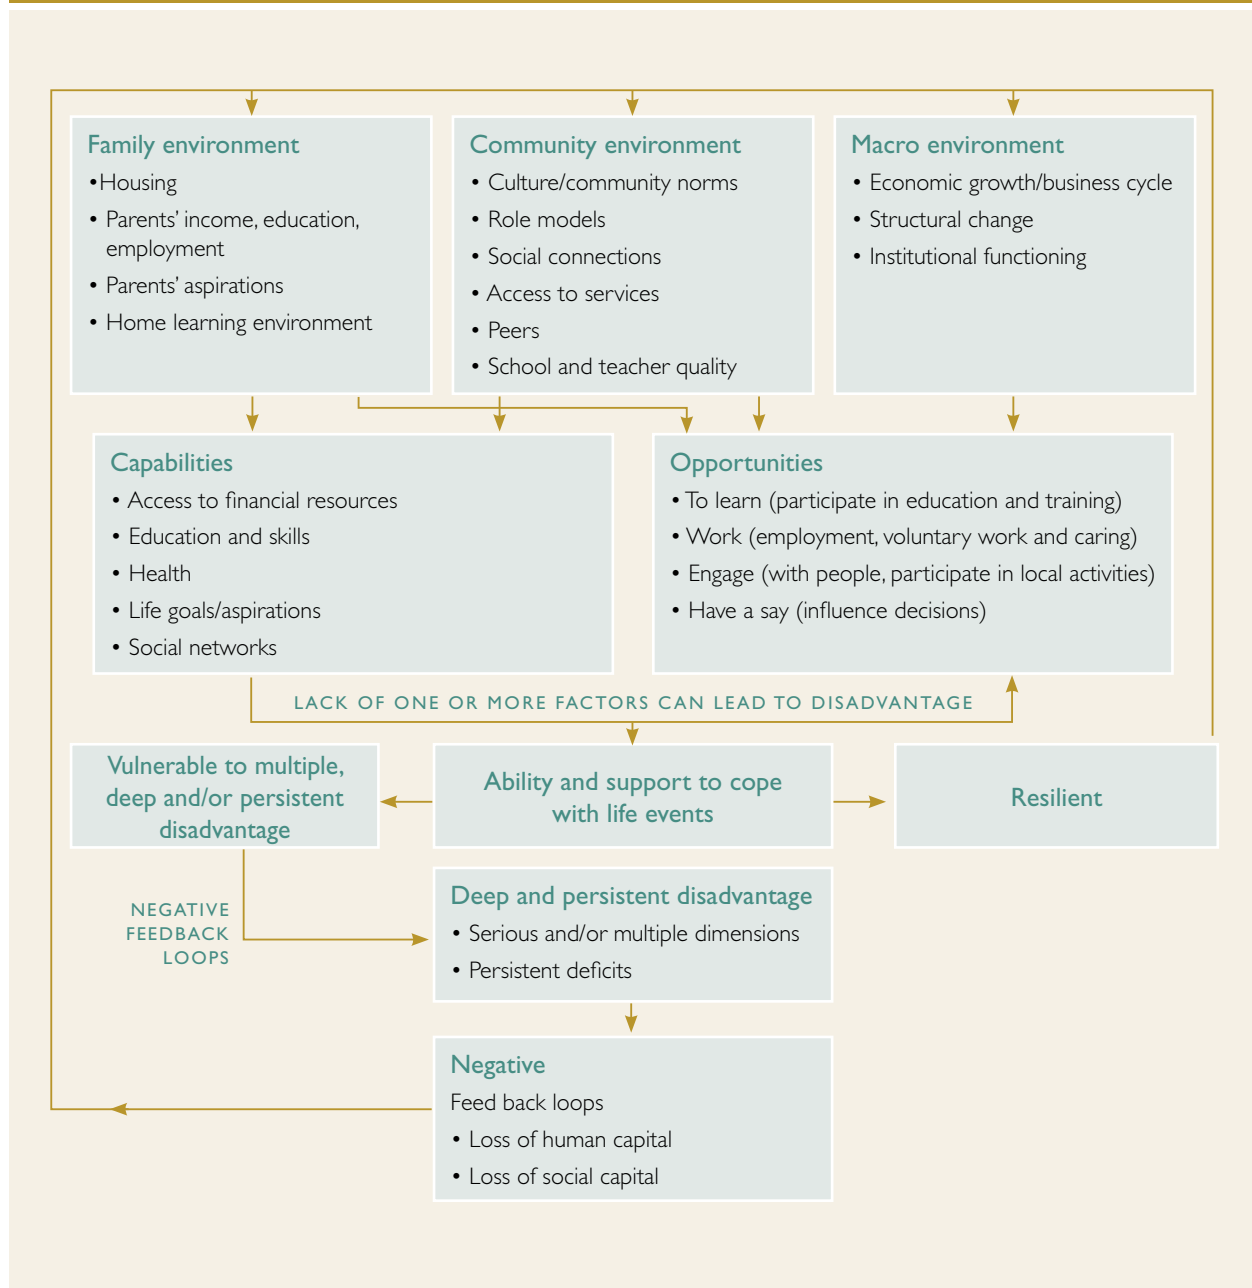 Family environment
•Housing
• Parents' income, education,
employment
• Parents' aspirations
• Home learning environment
Community environment
• Culture/community norms
• Role models
• Social connections
• Access to services
• Peers
• School and teacher quality
Macro environment
• Economic growth/business cycle
• Structural change
• Institutional functioning
Capabilities
• Access to financial resources
• Education and skills
• Health
• Life goals/aspirations
• Social networks
Opportunities
• To learn (participate in education and training)
• Work (employment, voluntary work and caring)
• Engage (with people, participate in local activities)
• Have a say (influence decisions)
LACK OF ONE OR MORE FACTORS CAN LEAD TO DISADVANTAGE
Vulnerable to multiple,
deep and/or persistent
disadvantage
Ability and support to cope
with life events
Resilient
NEGATIVE
FEEDBACK
LOOPS
Deep and persistent disadvantage
• Serious and/or multiple dimensions
• Persistent deficits
Negative
Feed back loops
• Loss of human capital
• Loss of social capital